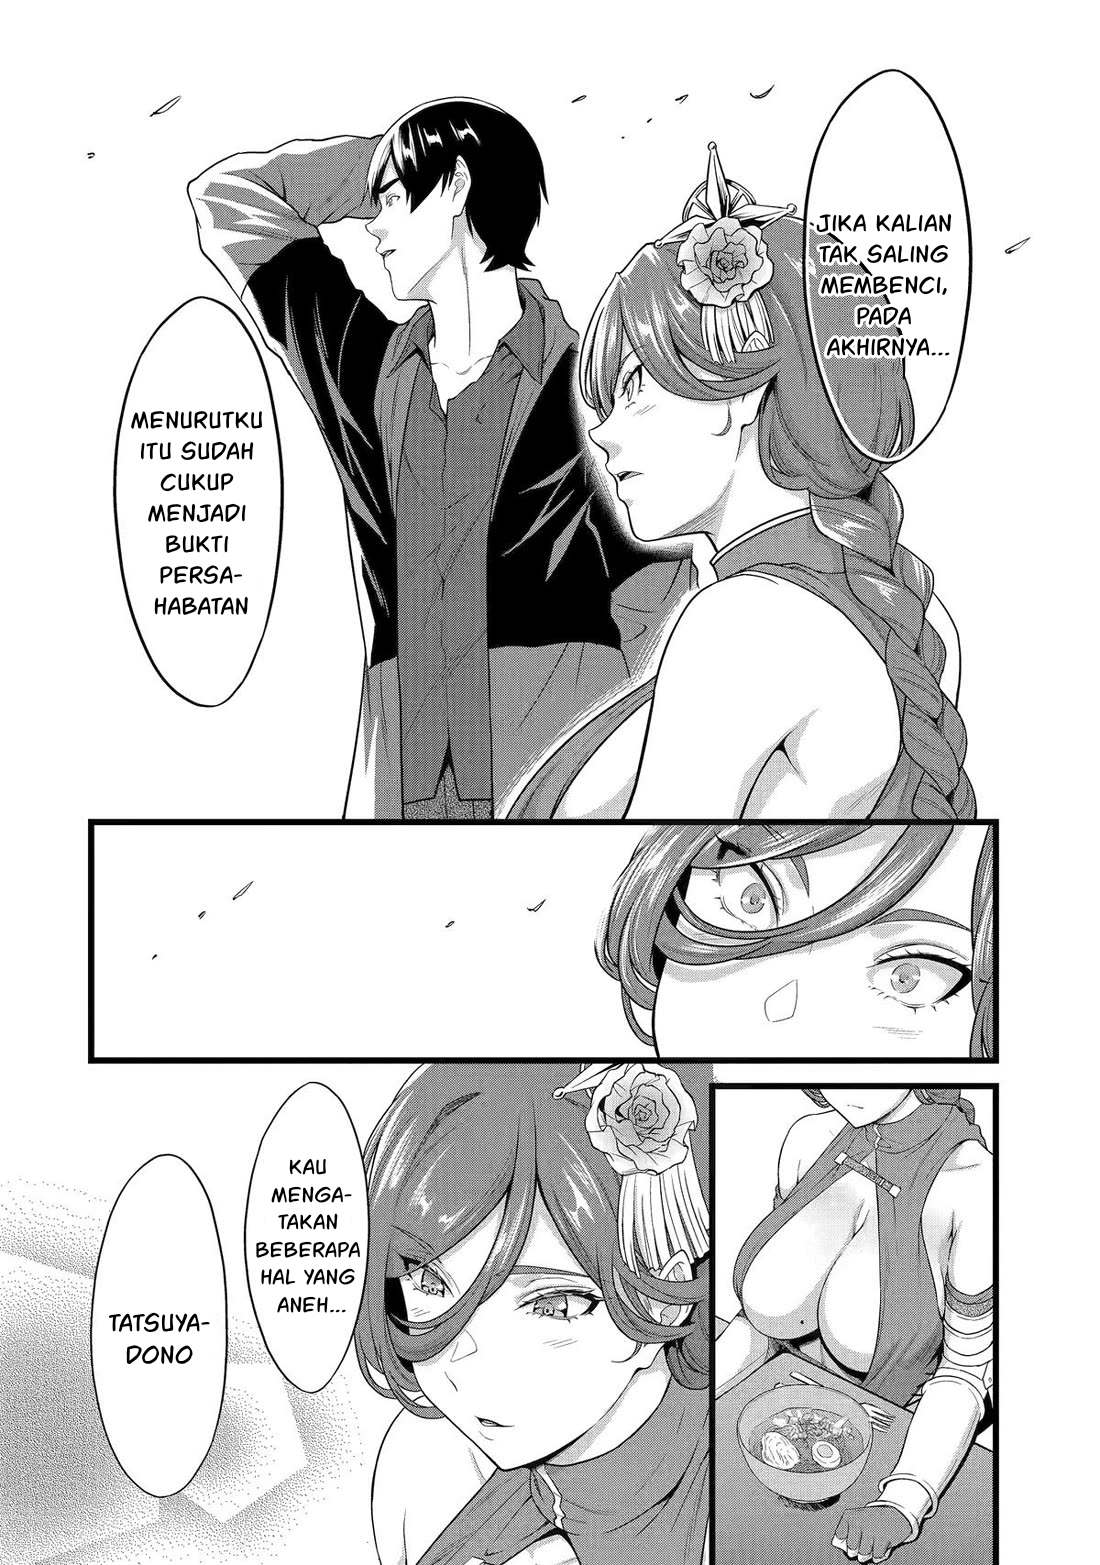 JIKA KALIAN
TAK SALING
MEMBENCI,
PADA
AKHIRNYA...
MENURUTKU
ITU SUDAH
CUKUP
MENJADI
BUKTI
PERSA-
HABATAN
KAU
MENGA-
TAKAN
BEBERAPA
HAL YANG
ANEH...
TATSUYA-
DONO